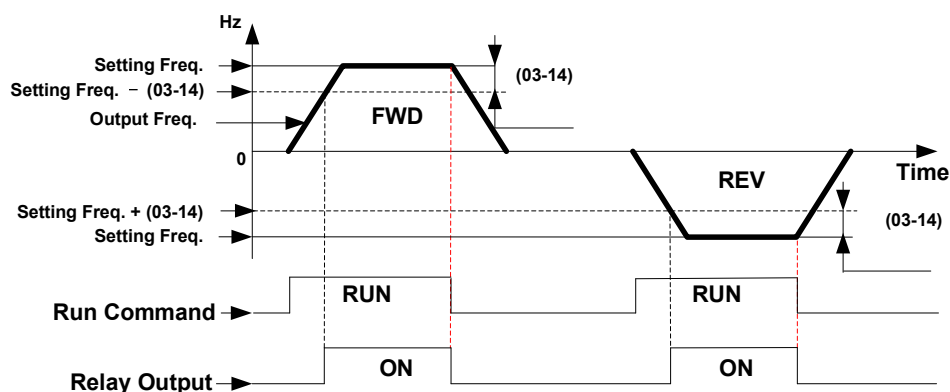 Hz
Setting Freq.
(03-14)
Setting Freq. − (03-14)
Output Freq.
FWD
0
Time
REV
Setting Freq. + (03-14)
(03-14)
Setting Freq.
RUN
RUN
Run Command
ON
ON
Relay Output